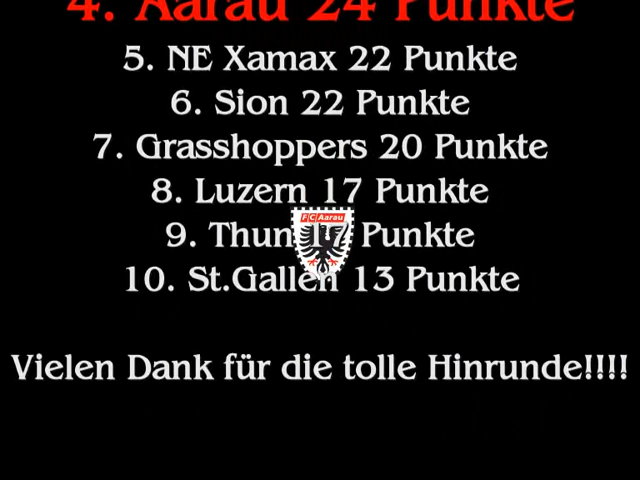 4. Aarau 24 Punkte
5. NE Xamax 22 Punkte
6. Sion 22 Punkte
7. Grasshoppers 20 Punkte
8. Luzern 17 Punkte
FC Aarau
9. Thun 17 Punkte
10. St.Gallen 13 Punkte
Vielen Dank für die tolle Hinrunde!!!!